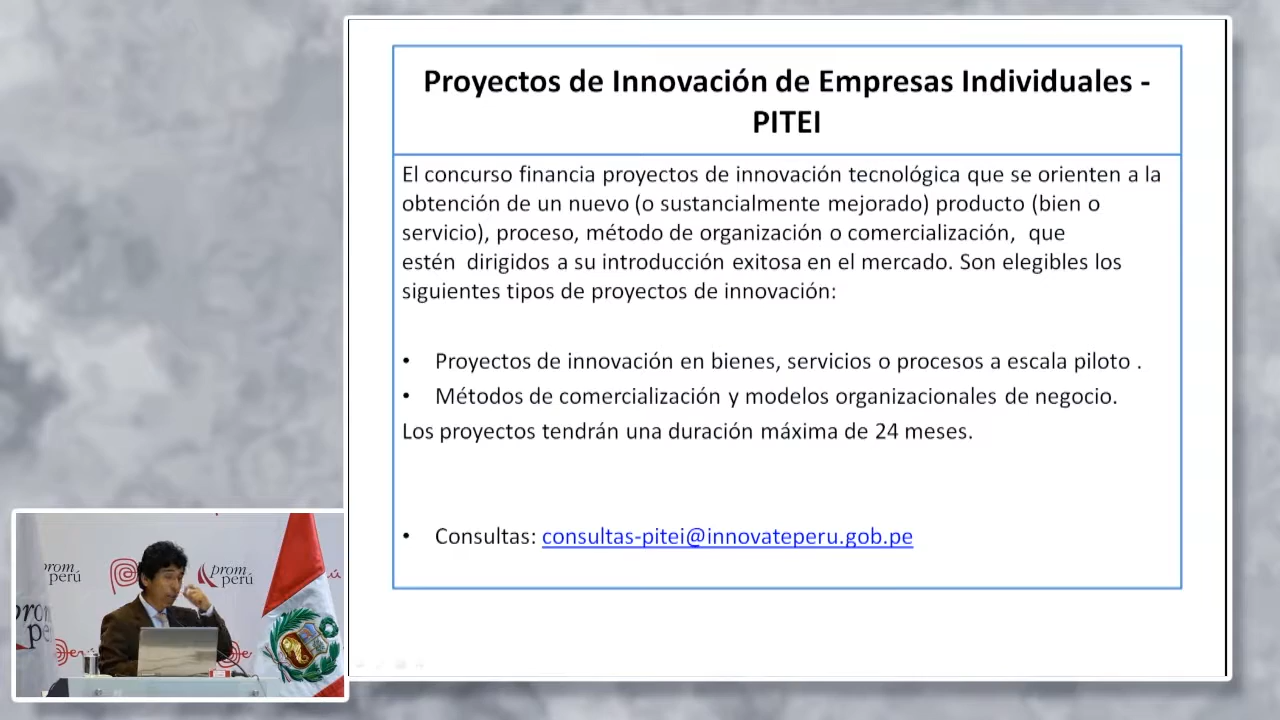 Proyectos de Innovación de Empresas Individuales -
PITEI
El concurso financia proyectos de innovación tecnológica que se orienten a la
obtención de un nuevo (o sustancialmente mejorado) producto (bien o
servicio), proceso, método de organización o comercialización,  que
estén  dirigidos a su introducción exitosa en el mercado. Son elegibles los
siguientes tipos de proyectos de innovación:
• Proyectos de innovación en bienes, servicios o procesos a escala piloto .
• Métodos de comercialización y modelos organizacionales de negocio.
Los proyectos tendrán una duración máxima de 24 meses.
• Consultas: consultas-pitei@innovateperu.gob.pe
prom
perú
prom
perú